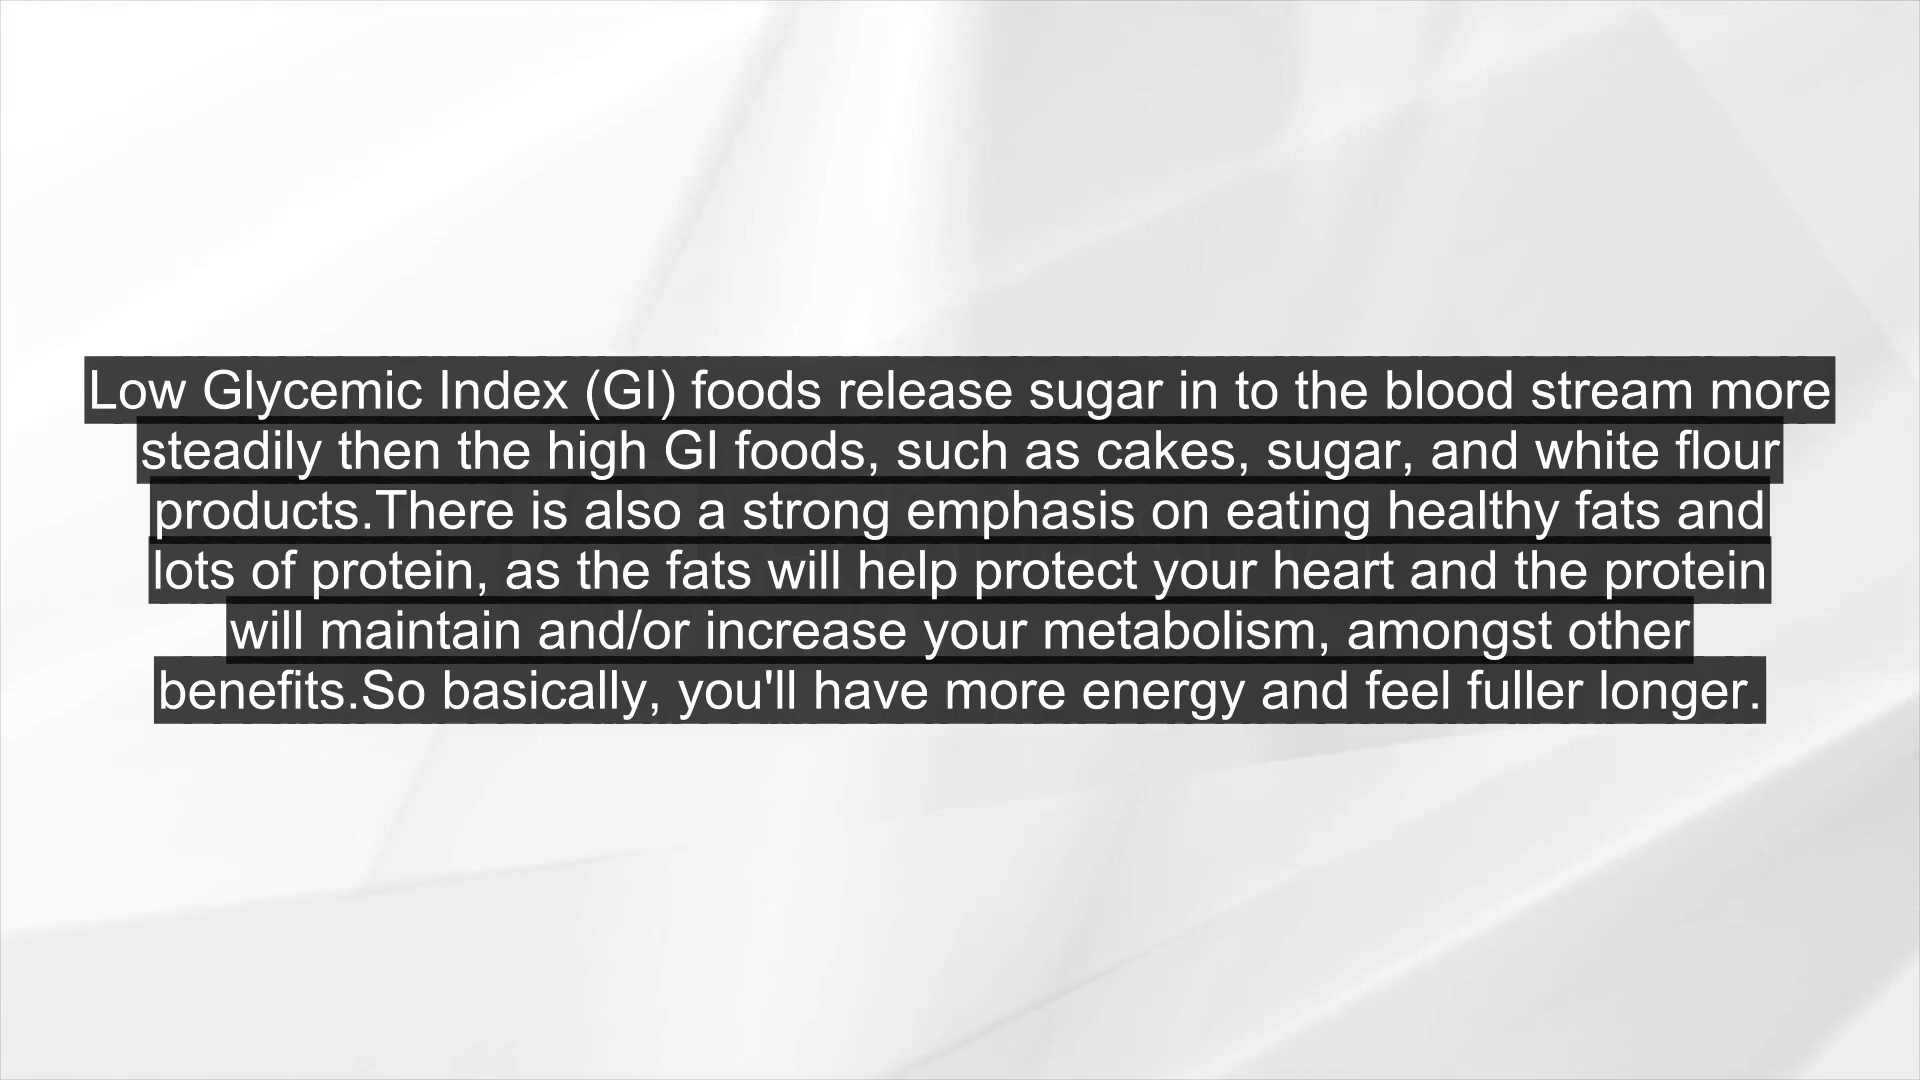 Low Glycemic Index (GI) foods release sugar in to the blood stream more
steadily then the high GI foods, such as cakes, sugar, and white flour
products.There is also a strong emphasis on eating healthy fats and
lots of protein, as the fats will help protect your heart and the protein
will maintain and/or increase your metabolism, amongst other
benefits.So basically, you'll have more energy and feel fuller longer.